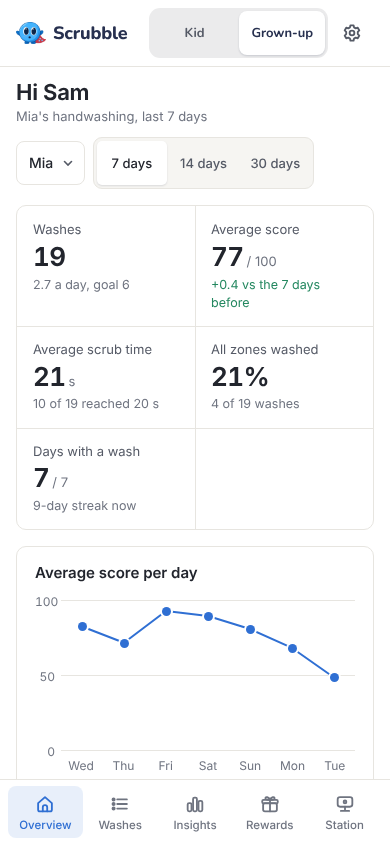 Scrubble
Kid
Grown-up
Hi Sam
Mia's handwashing, last 7 days
Mia
7 days
14 days
30 days
Washes
19
2.7 a day, goal 6
Average score
77 / 100
+0.4 vs the 7 days
before
Average scrub time
21 s
10 of 19 reached 20 s
All zones washed
21%
4 of 19 washes
Days with a wash
7 / 7
9-day streak now
Average score per day
100
50
0
Wed Thu Fri Sat Sun Mon Tue
Overview
Washes
Insights
Rewards
Station